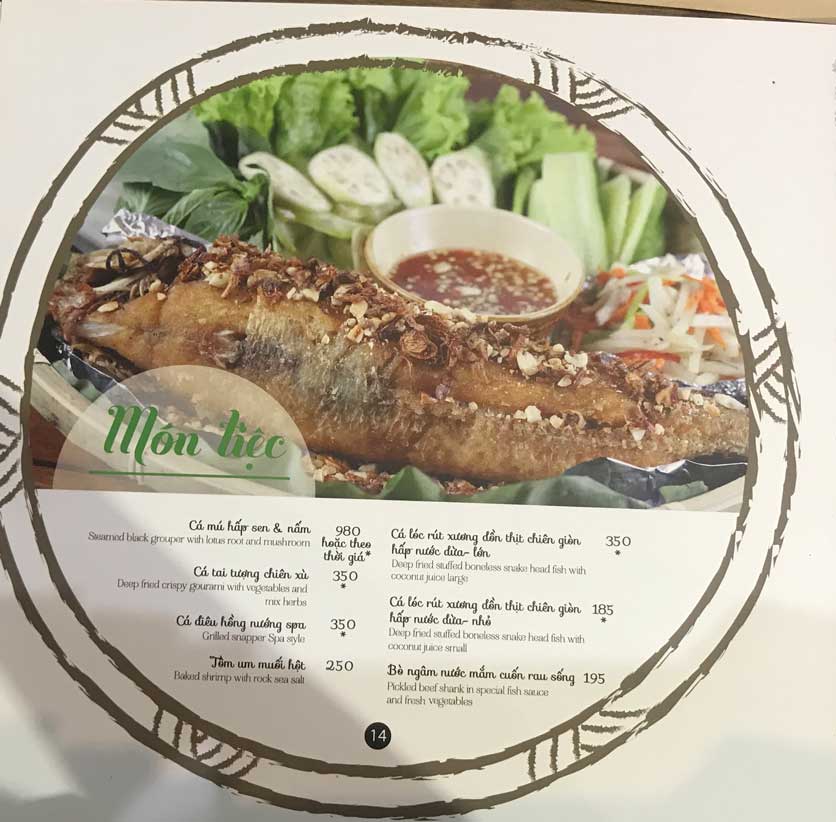 Món tiệc
Cá mú hấp sen & nấm 980
Steamed black grouper with lotus root and mushroom hoặc theo
thời giá*
Cá tai tượng chiên xù 350
Deep fried crispy gourami with vegetables and *
mix herbs
Cá điêu hồng nướng spa 350
Grilled snapper Spa style *
Tôm um muối hột 250
Baked shrimp with rock sea salt
Cá lóc rút xương dồn thịt chiên giòn 350
hấp nước dừa- lớn *
Deep fried stuffed boneless snake head fish with
coconut juice large
Cá lóc rút xương dồn thịt chiên giòn 185
hấp nước dừa- nhỏ *
Deep fried stuffed boneless snake head fish with
coconut juice small
Bò ngâm nước mắm cuốn rau sống 195
Pickled beef shank in special fish sauce
and fresh vegetables
14